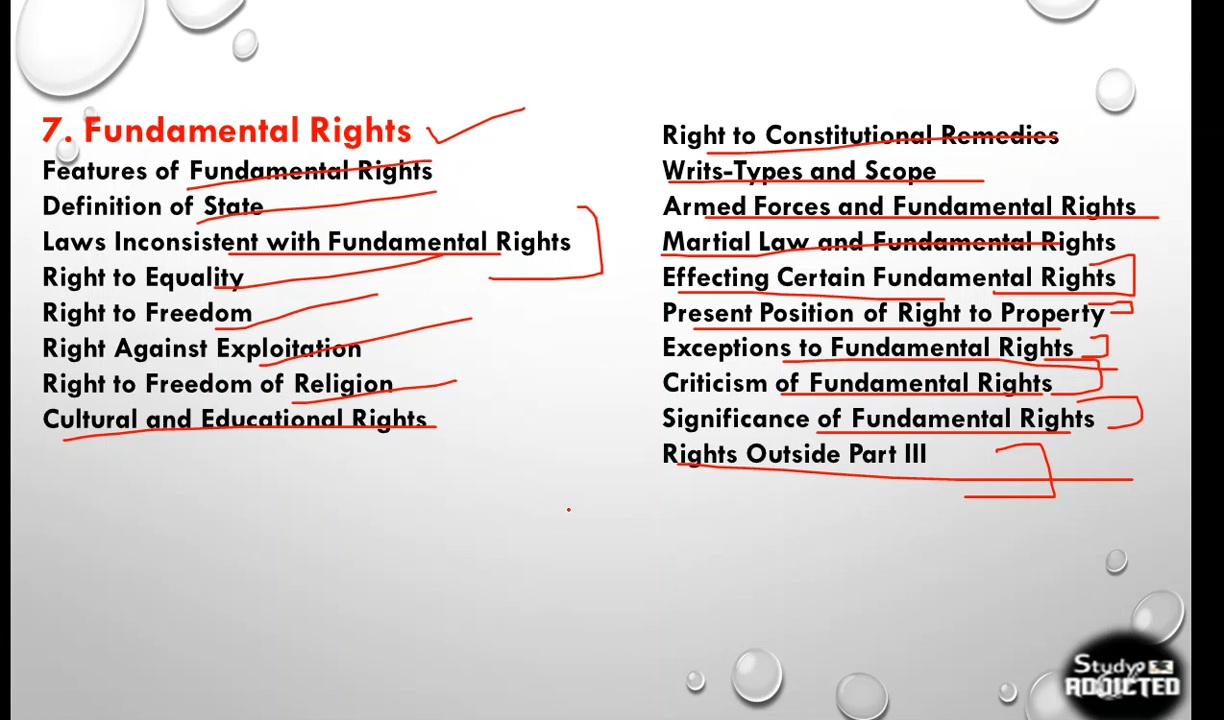 7. Fundamental Rights
Features of Fundamental Rights
Definition of State
Laws Inconsistent with Fundamental Rights
Right to Equality
Right to Freedom
Right Against Exploitation
Right to Freedom of Religion
Cultural and Educational Rights
Right to Constitutional Remedies
Writs-Types and Scope
Armed Forces and Fundamental Rights
Martial Law and Fundamental Rights
Effecting Certain Fundamental Rights
Present Position of Right to Property
Exceptions to Fundamental Rights
Criticism of Fundamental Rights
Significance of Fundamental Rights
Rights Outside Part III
Study
ADDICTED